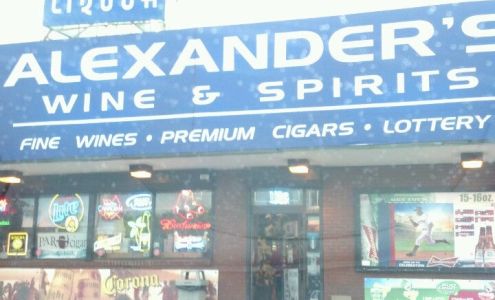 LIQUOR
ALEXANDER'S
WINE & SPIRITS
FINE WINES • PREMIUM CIGARS • LOTTERY
15-16oz.
Budweiser
Corona